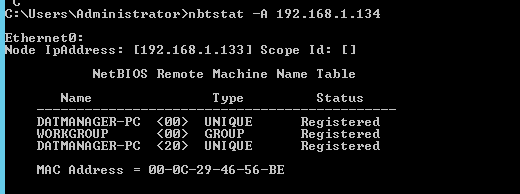 C:\Users\Administrator>nbtstat -A 192.168.1.134
Ethernet0:
Node IpAddress: [192.168.1.133] Scope Id: []
NetBIOS Remote Machine Name Table
Name Type Status
---------------------------------------------
DATMANAGER-PC <00> UNIQUE Registered
WORKGROUP <00> GROUP Registered
DATMANAGER-PC <20> UNIQUE Registered
MAC Address = 00-0C-29-46-56-BE